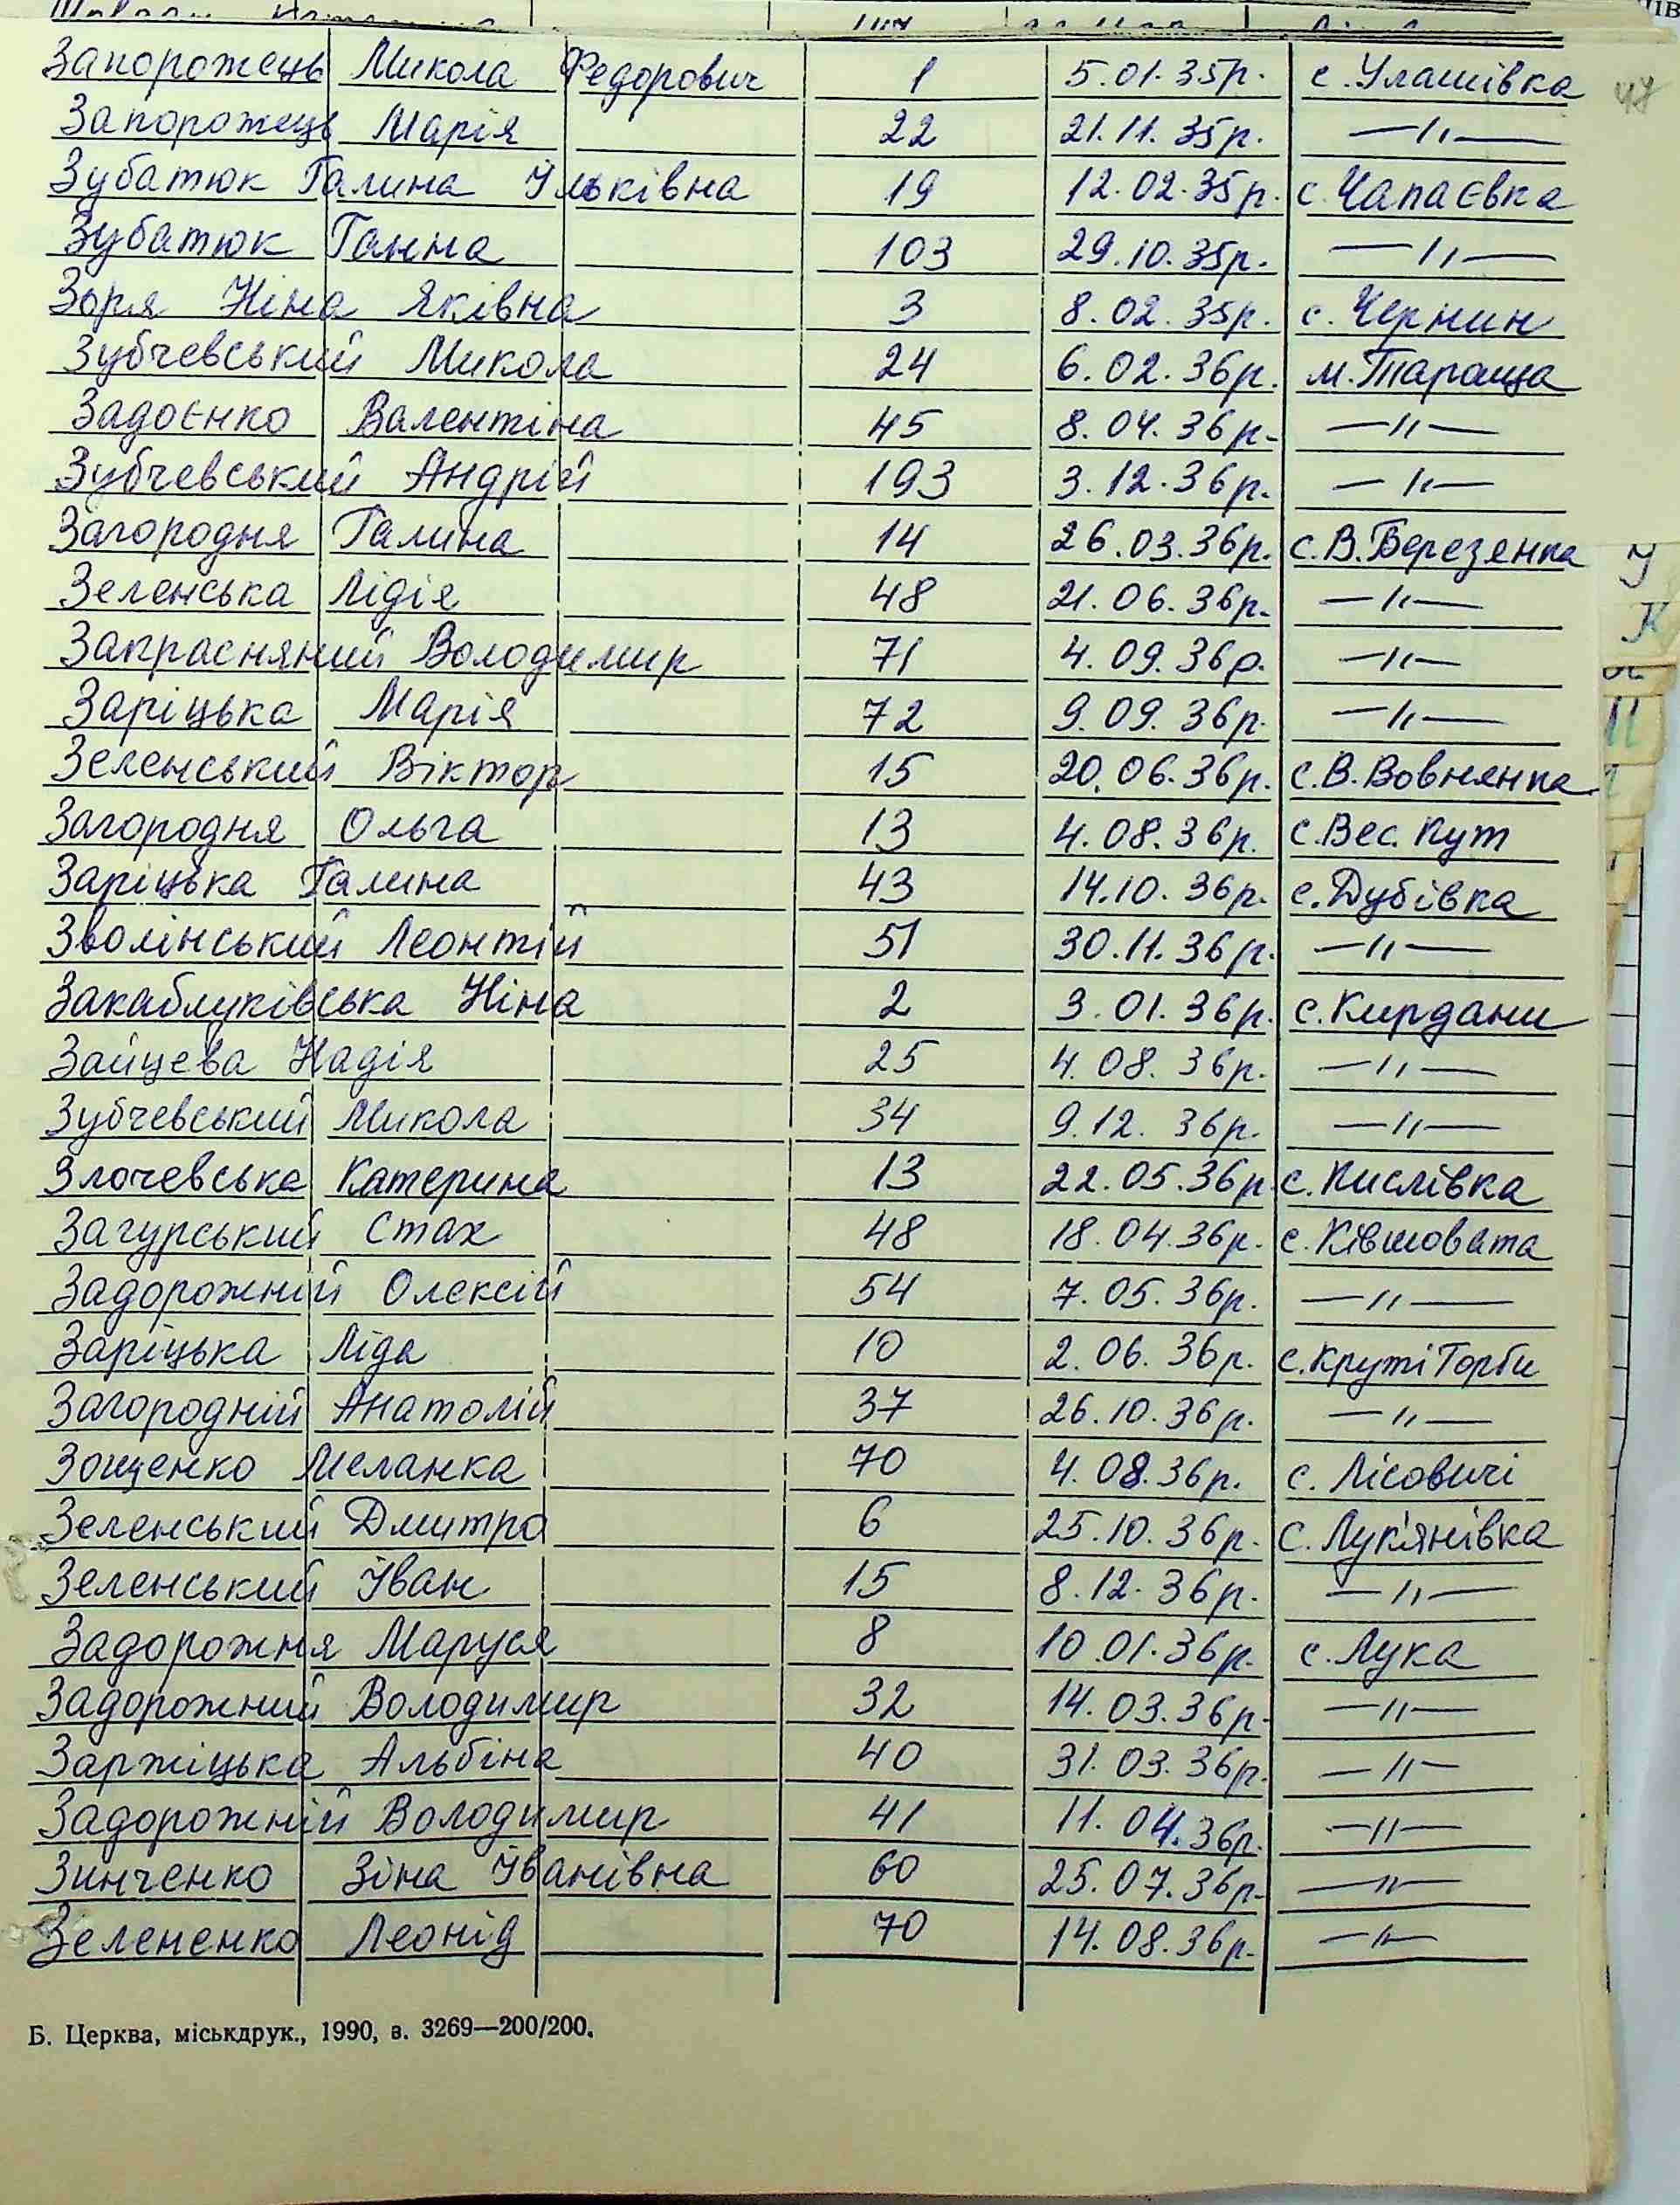 Запорожець Микола Федорович 1 5.01.35р. с.Улашівка
Запорожець Марія 22 21.11.35р. —"—
Зубатюк Галина Ульківна 19 12.02.35р. с.Чапаєвка
Зубатюк Ганна 103 29.10.35р. —"—
Зоря Ніна Яківна 3 8.02.35р. с.Чернин
Зубчевський Микола 24 6.02.36р. м.Тараща
Задоєнко Валентіна 45 8.04.36р. —"—
Зубчевський Андрій 193 3.12.36р. —"—
Загородня Галина 14 26.03.36р. с.В.Березянка
Зеленська Лідія 48 21.06.36р. —"—
Запрасняний Володимир 71 4.09.36р. —"—
Заріцька Марія 72 9.09.36р. —"—
Зеленський Віктор 15 20.06.36р. с.В.Вовнянка
Загородня Ольга 13 4.08.36р. с.Вес.Кут
Заріцька Галина 43 14.10.36р. с.Дубівка
Зволінський Леонтій 51 30.11.36р. —"—
Закаблуківська Ніна 2 3.01.36р. с.Кирдани
Зайцева Надія 25 4.08.36р. —"—
Зубчевський Микола 34 9.12.36р. —"—
Злочевська Катерина 13 22.05.36р. с.Кислівка
Загурський Стах 48 18.04.36р. с.Ківшовата
Задорожній Олексій 54 7.05.36р. —"—
Заріцька Ліда 10 2.06.36р. с.Круті Горби
Загородній Анатолій 37 26.10.36р. —"—
Зощенко Меланка 70 4.08.36р. с.Лісовичі
Зеленський Дмитро 6 25.10.36р. с.Лук'янівка
Зеленський Іван 15 8.12.36р. —"—
Задорожня Маруся 8 10.01.36р. с.Лука
Задорожний Володимир 32 14.03.36р. —"—
Заржіцька Альбіна 40 31.03.36р. —"—
Задорожній Володимир 41 11.04.36р. —"—
Зинченко Зіна Іванівна 60 25.07.36р. —"—
Зелененко Леонід 70 14.08.36р. —"—
Б. Церква, міськдрук., 1990, в. 3269—200/200.